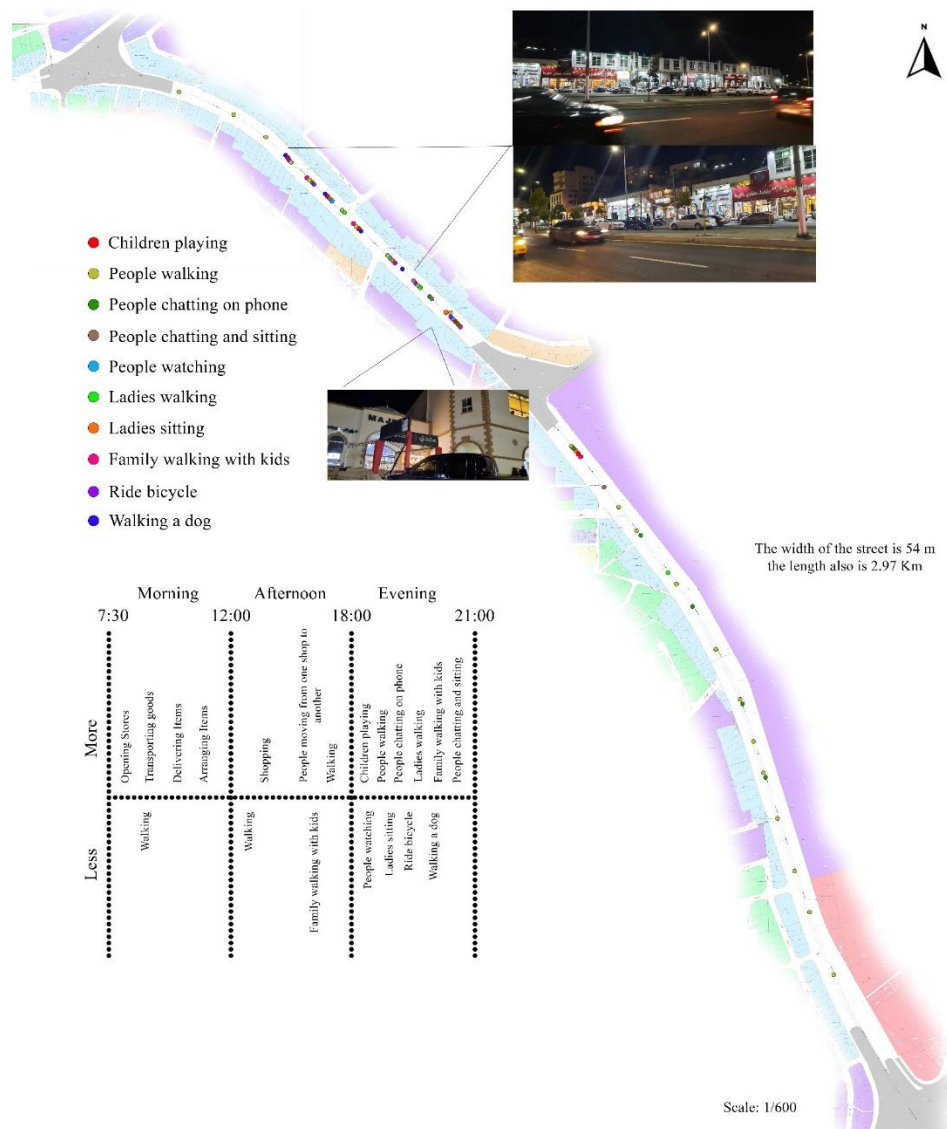 N
Children playing
People walking
People chatting on phone
People chatting and sitting
People watching
Ladies walking
Ladies sitting
Family walking with kids
Ride bicycle
Walking a dog
The width of the street is 54 m
the length also is 2.97 Km
Morning
Afternoon
Evening
7:30
12:00
18:00
21:00
More
Opening Stores
Transporting goods
Delivering Items
Arranging Items
Shopping
People moving from one shop to
another
Walking
Children playing
People walking
People chatting on phone
Ladies walking
Family walking with kids
People chatting and sitting
Less
Walking
Walking
Family walking with kids
People watching
Ladies sitting
Ride bicycle
Walking a dog
Scale: 1/600